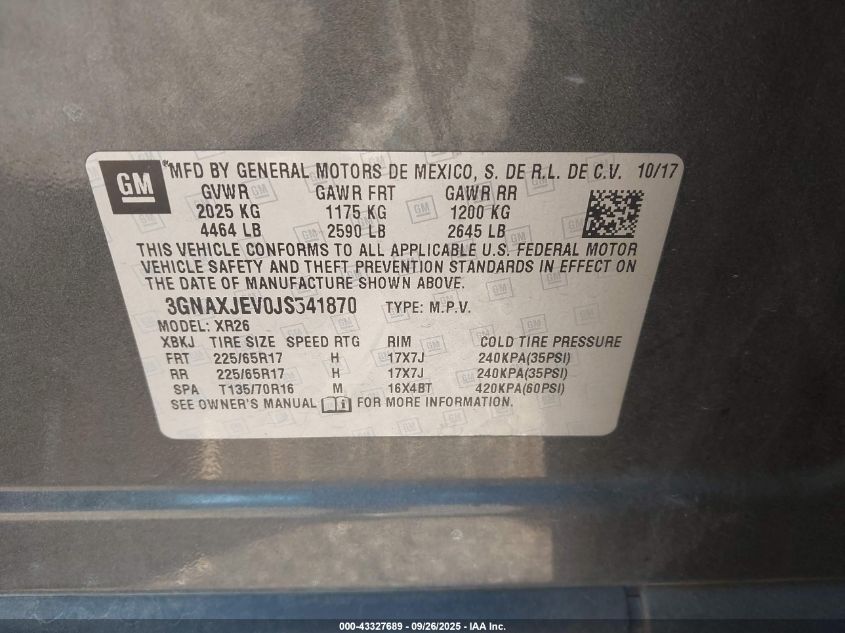 GM *MFD BY GENERAL MOTORS DE MEXICO, S. DE R.L. DE C.V. 10/17
GVWR GAWR FRT GAWR RR
2025 KG 1175 KG 1200 KG
4464 LB 2590 LB 2645 LB
THIS VEHICLE CONFORMS TO ALL APPLICABLE U.S. FEDERAL MOTOR
VEHICLE SAFETY AND THEFT PREVENTION STANDARDS IN EFFECT ON
THE DATE OF MANUFACTURE SHOWN ABOVE.
3GNAXJEV0JS541870 TYPE: M.P.V.
MODEL: XR26
XBKJ TIRE SIZE SPEED RTG RIM COLD TIRE PRESSURE
FRT 225/65R17 H 17X7J 240KPA(35PSI)
RR 225/65R17 H 17X7J 240KPA(35PSI)
SPA T135/70R16 M 16X4BT 420KPA(60PSI)
SEE OWNER'S MANUAL FOR MORE INFORMATION.
000-43327689 - 09/26/2025 - IAA Inc.